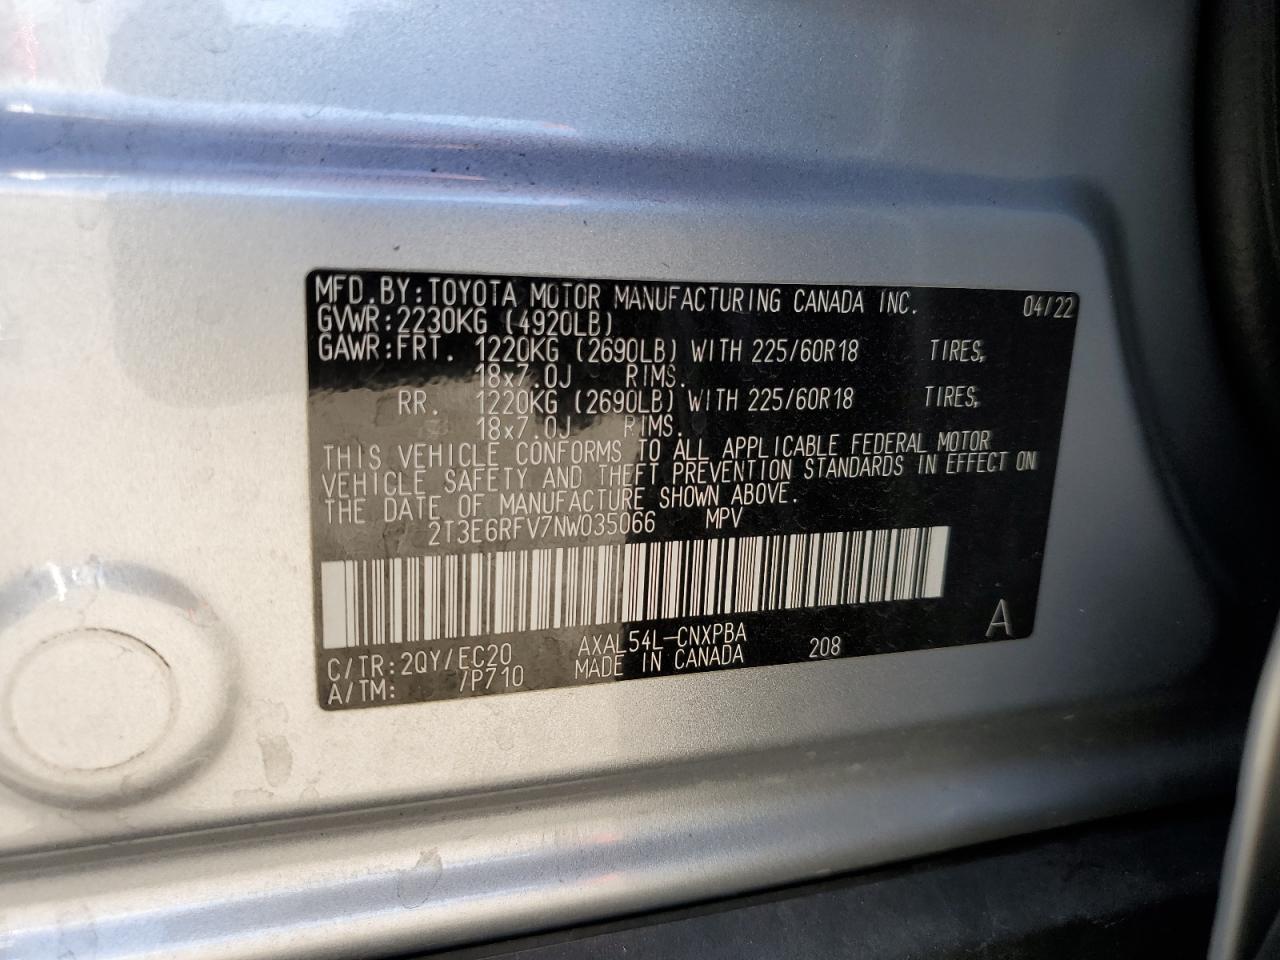 MFD.BY:TOYOTA MOTOR MANUFACTURING CANADA INC. 04/22
GVWR:2230KG (4920LB)
GAWR:FRT. 1220KG (2690LB) WITH 225/60R18 TIRES,
18x7.0J RIMS.
RR. 1220KG (2690LB) WITH 225/60R18 TIRES,
18x7.0J RIMS.
THIS VEHICLE CONFORMS TO ALL APPLICABLE FEDERAL MOTOR
VEHICLE SAFETY AND THEFT PREVENTION STANDARDS IN EFFECT ON
THE DATE OF MANUFACTURE SHOWN ABOVE.
2T3E6RFV7NW035066 MPV
C/TR:2QY/EC20 AXAL54L-CNXPBA 208 A
A/TM: /P710 MADE IN CANADA